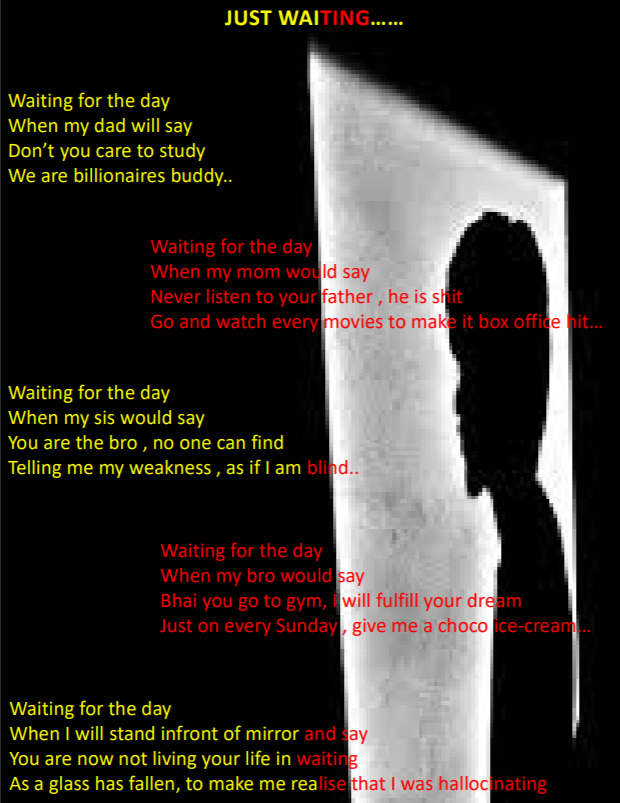 JUST WAITING……
Waiting for the day
When my dad will say
Don’t you care to study
We are billionaires buddy..
Waiting for the day
When my mom would say
Never listen to your father , he is shit
Go and watch every movies to make it box office hit…
Waiting for the day
When my sis would say
You are the bro , no one can find
Telling me my weakness , as if I am blind..
Waiting for the day
When my bro would say
Bhai you go to gym, I will fulfill your dream
Just on every Sunday , give me a choco ice-cream…
Waiting for the day
When I will stand infront of mirror and say
You are now not living your life in waiting
As a glass has fallen, to make me realise that I was hallocinating